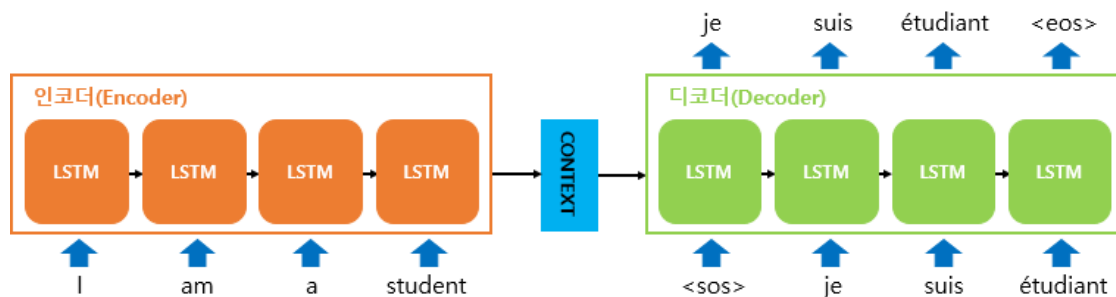 je suis étudiant <eos>
인코더(Encoder)
디코더(Decoder)
LSTM LSTM LSTM LSTM
CONTEXT
LSTM LSTM LSTM LSTM
I am a student
<sos> je suis étudiant